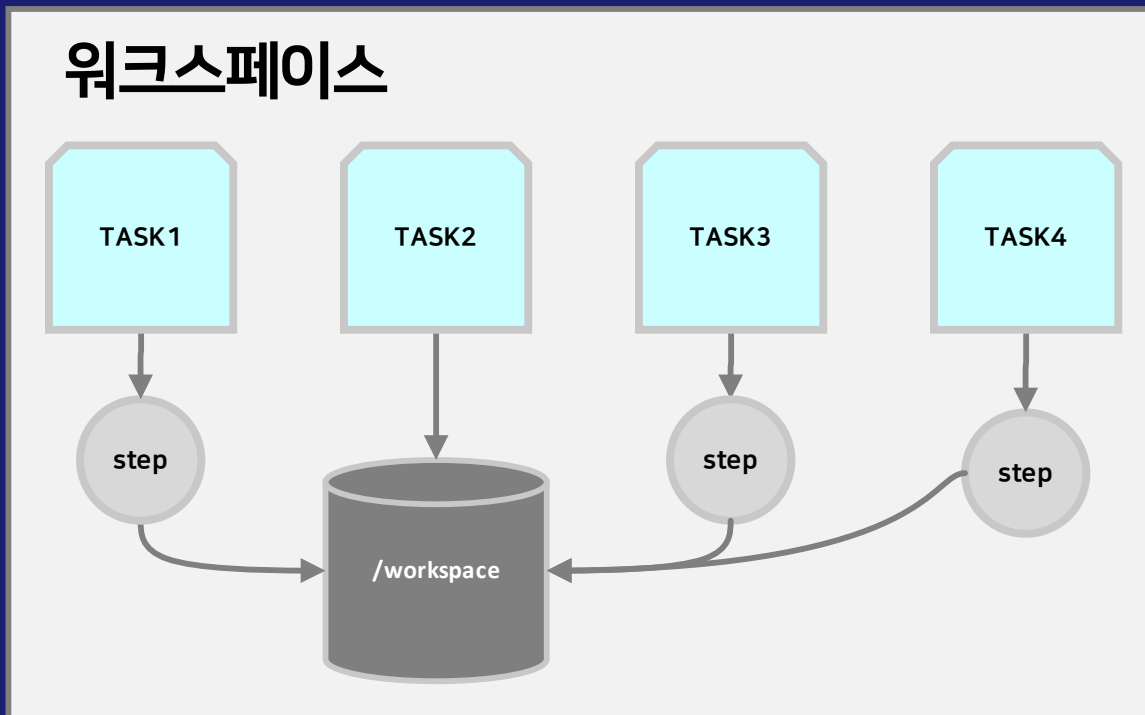 워크스페이스
TASK1
TASK2
TASK3
TASK4
step
step
step
/workspace